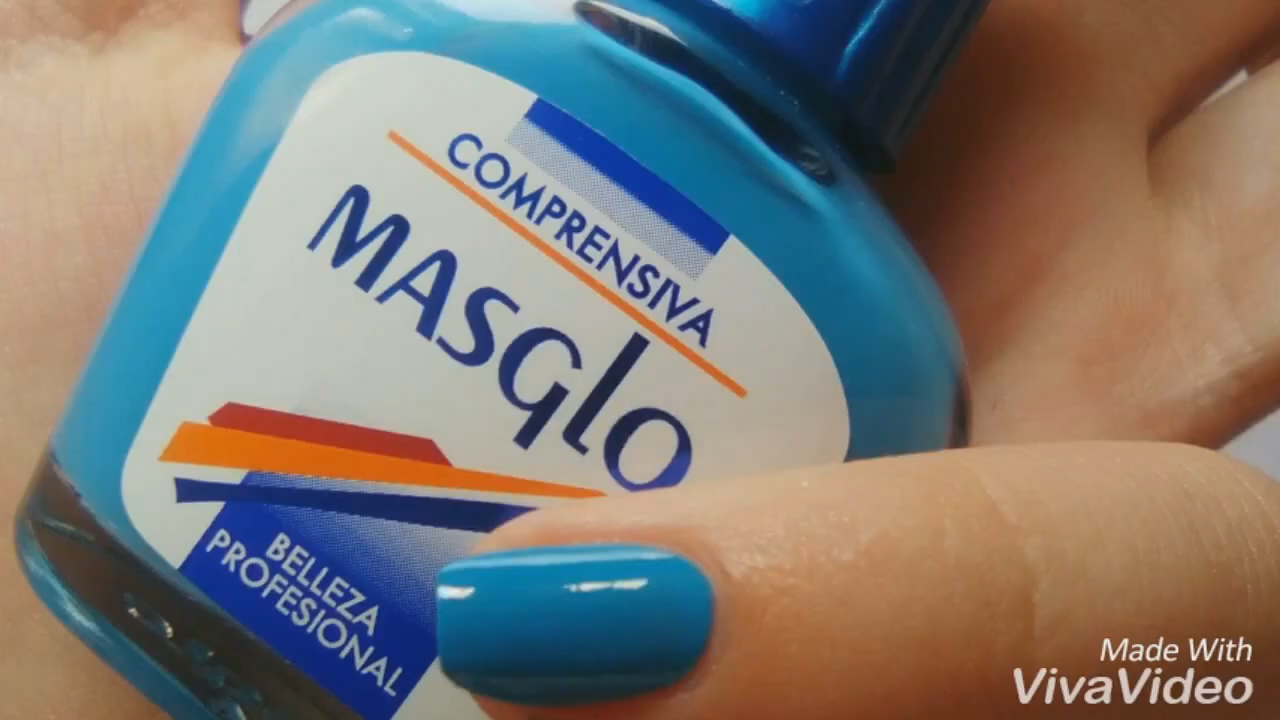 COMPRENSIVA
MASglo
BELLEZA
PROFESIONAL
Made With
VivaVideo